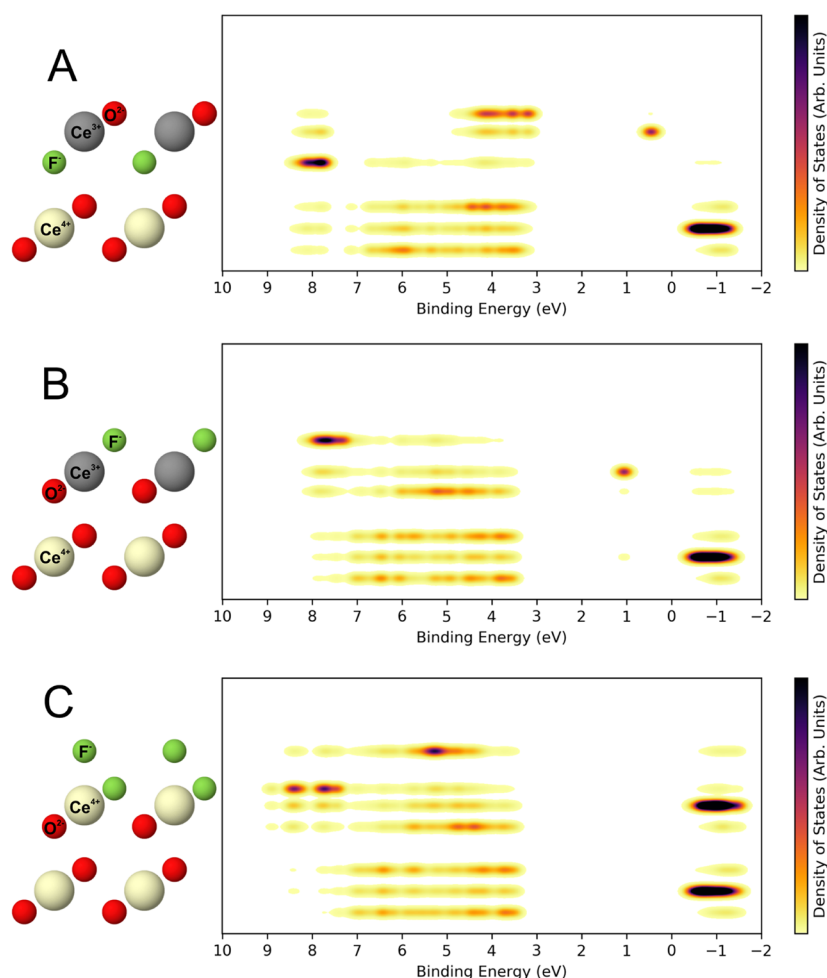 A
O²⁻
Ce³⁺
F⁻
Ce⁴⁺
10 9 8 7 6 5 4 3 2 1 0 −1 −2
Binding Energy (eV)
Density of States (Arb. Units)
B
F⁻
Ce³⁺
O²⁻
Ce⁴⁺
10 9 8 7 6 5 4 3 2 1 0 −1 −2
Binding Energy (eV)
Density of States (Arb. Units)
C
F⁻
Ce⁴⁺
O²⁻
10 9 8 7 6 5 4 3 2 1 0 −1 −2
Binding Energy (eV)
Density of States (Arb. Units)